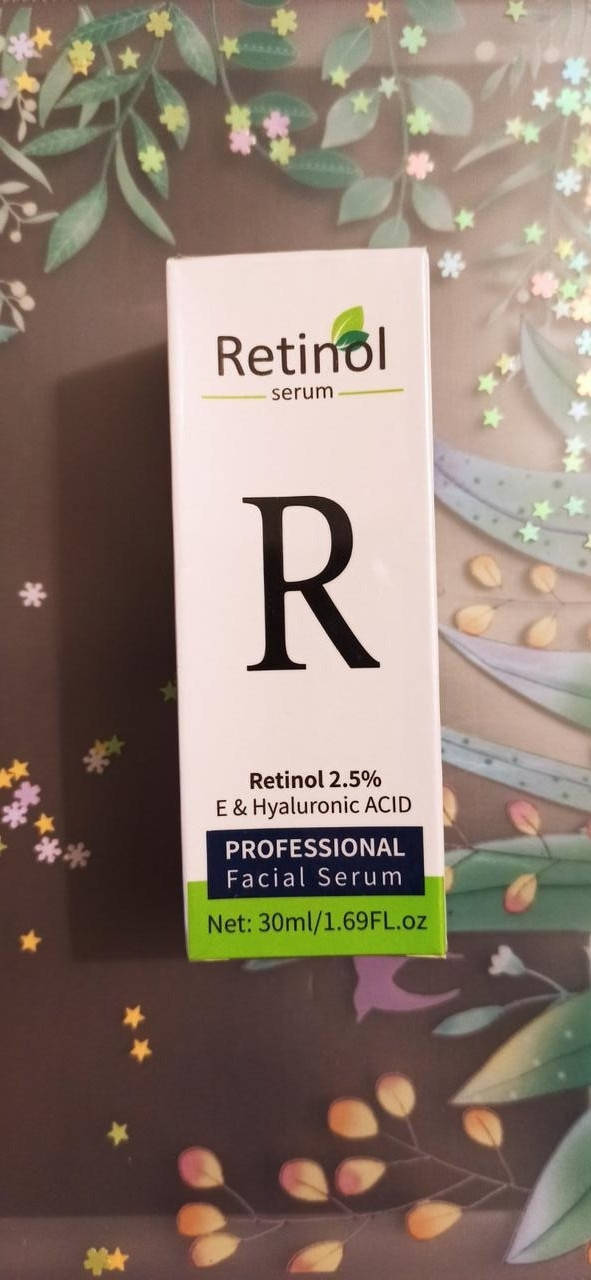 Retinol
serum
R
Retinol 2.5%
E & Hyaluronic ACID
PROFESSIONAL
Facial Serum
Net: 30ml/1.69FL.oz